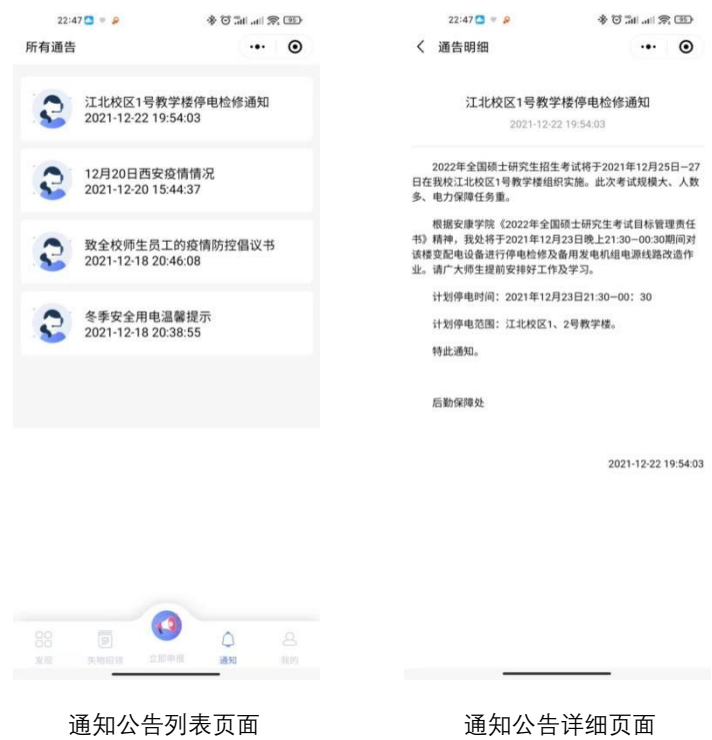 22:47
95
所有通告
江北校区1号教学楼停电检修通知
2021-12-22 19:54:03
12月20日西安疫情情况
2021-12-20 15:44:37
致全校师生员工的疫情防控倡议书
2021-12-18 20:46:08
冬季安全用电温馨提示
2021-12-18 20:38:55
发现
失物招领
立即申报
通知
我的
通知公告列表页面
22:47
95
通告明细
江北校区1号教学楼停电检修通知
2021-12-22 19:54:03
2022年全国硕士研究生招生考试将于2021年12月25日—27
日在我校江北校区1号教学楼组织实施。此次考试规模大、人数
多、电力保障任务重。
根据安康学院《2022年全国硕士研究生考试目标管理责任
书》精神，我处将于2021年12月23日晚上21:30—00:30期间对
该楼变配电设备进行停电检修及备用发电机组电源线路改造作
业。请广大师生提前安排好工作及学习。
计划停电时间：2021年12月23日21:30—00：30
计划停电范围：江北校区1、2号教学楼。
特此通知。
后勤保障处
2021-12-22 19:54:03
通知公告详细页面